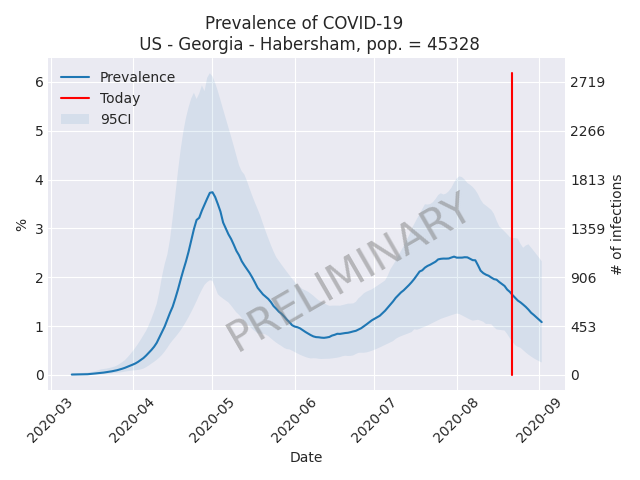 Prevalence of COVID-19
US - Georgia - Habersham, pop. = 45328
Prevalence
Today
95CI
PRELIMINARY
%
6
5
4
3
2
1
0
2719
2266
1813
1359
906
453
0
# of infections
2020-03
2020-04
2020-05
2020-06
2020-07
2020-08
2020-09
Date